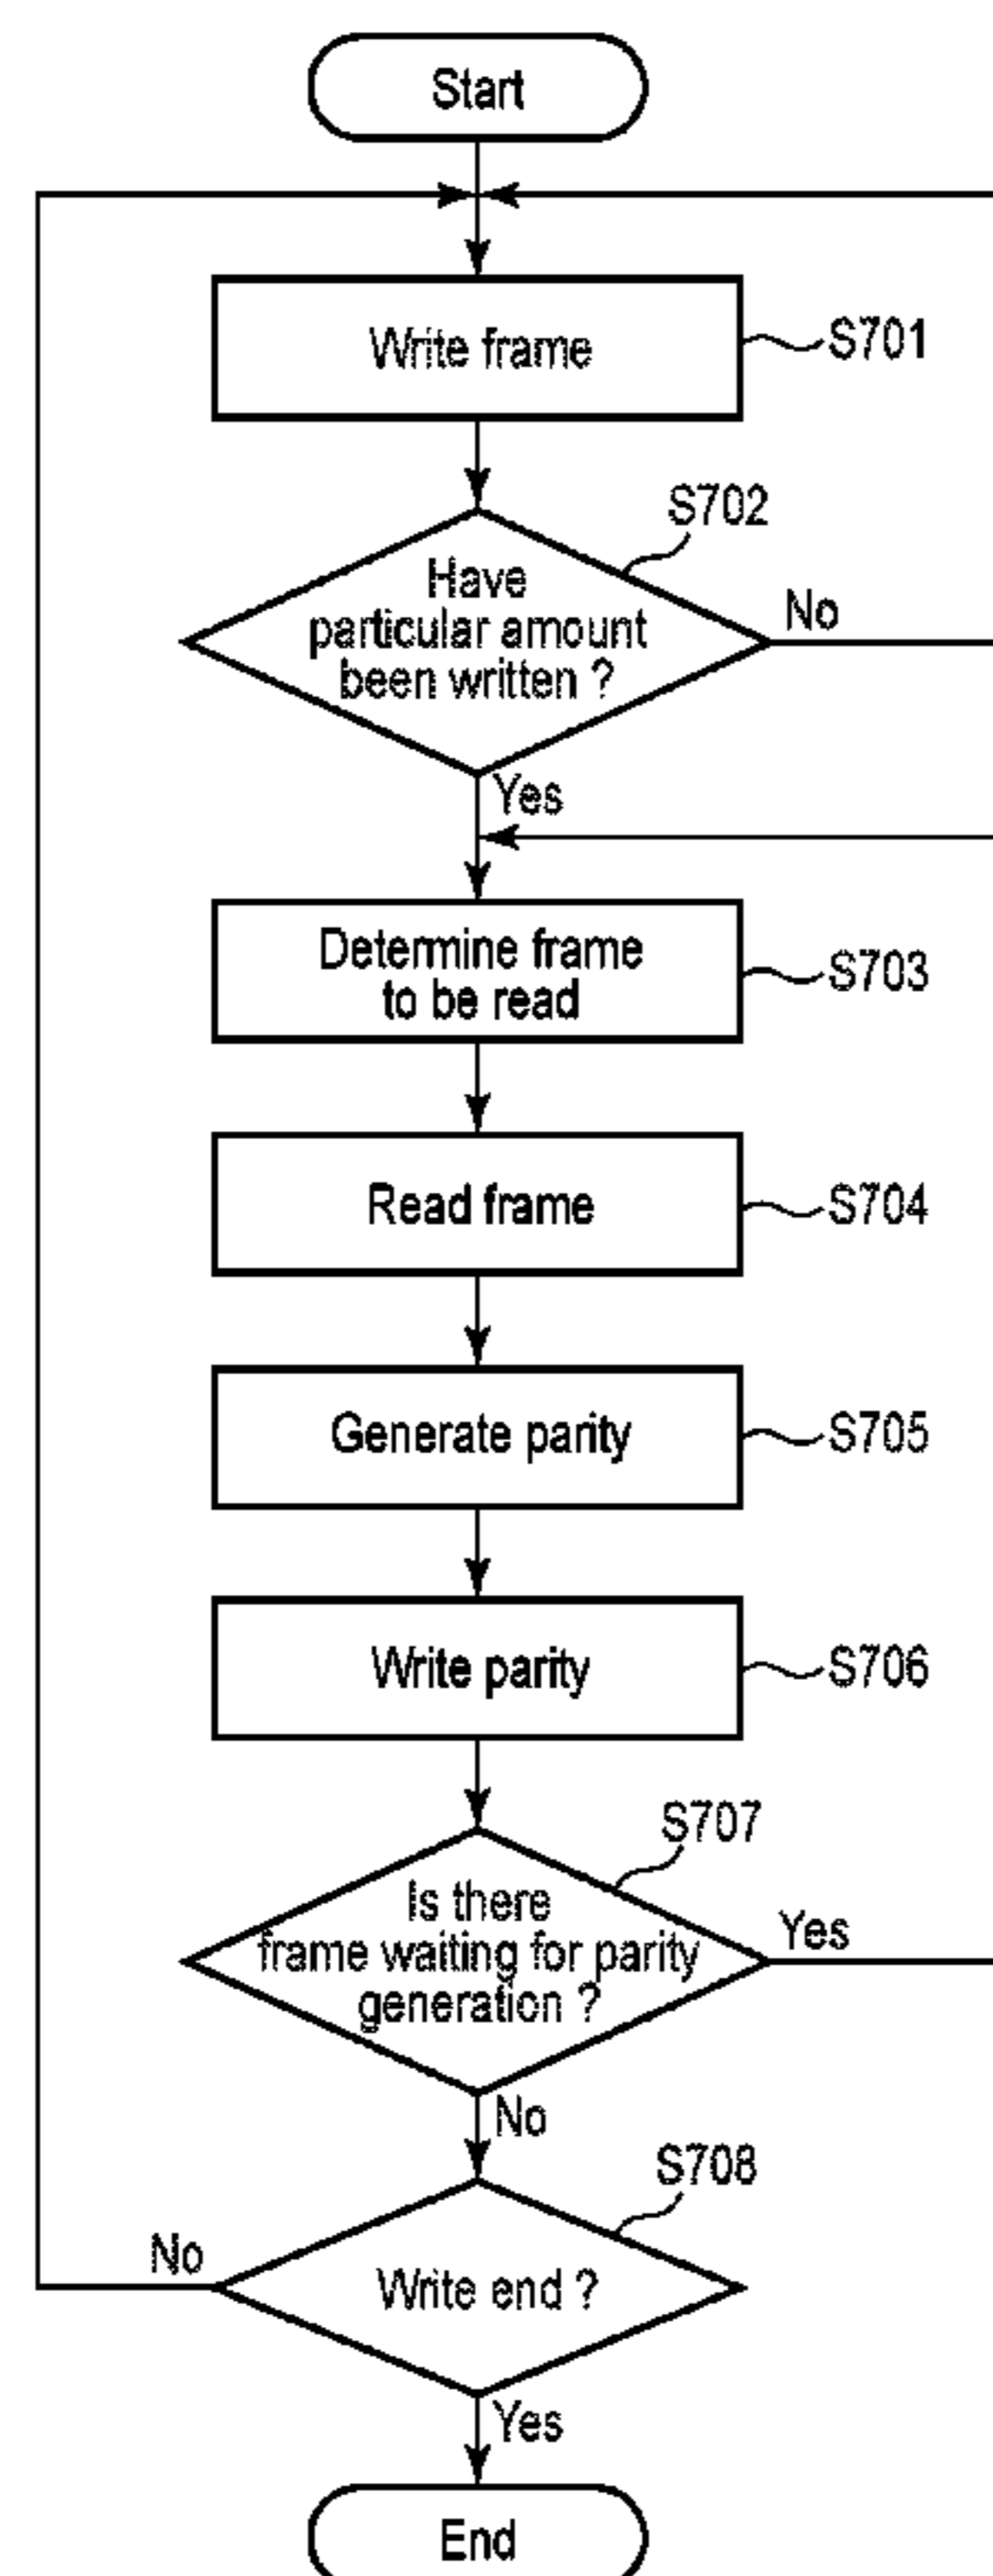 Start
Write frame
S701
S702
Have
particular amount
been written ?
No
Yes
Determine frame
to be read
S703
Read frame
S704
Generate parity
S705
Write parity
S706
S707
Is there
frame waiting for parity
generation ?
Yes
No
S708
No
Write end ?
Yes
End